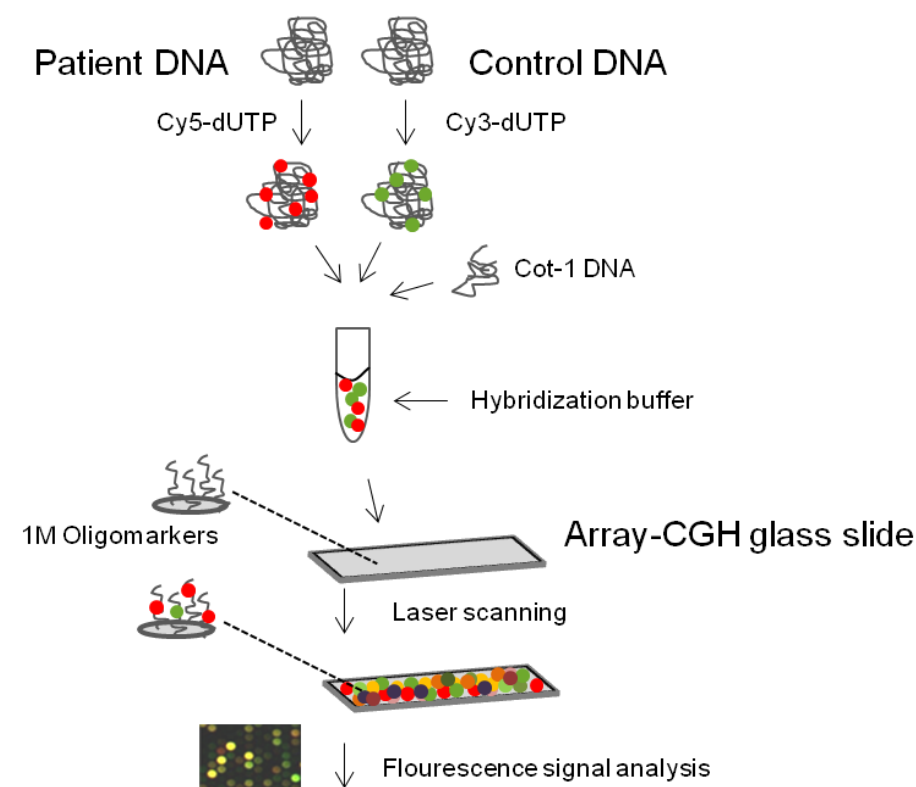 Patient DNA
Control DNA
Cy5-dUTP
Cy3-dUTP
Cot-1 DNA
Hybridization buffer
1M Oligomarkers
Array-CGH glass slide
Laser scanning
Flourescence signal analysis